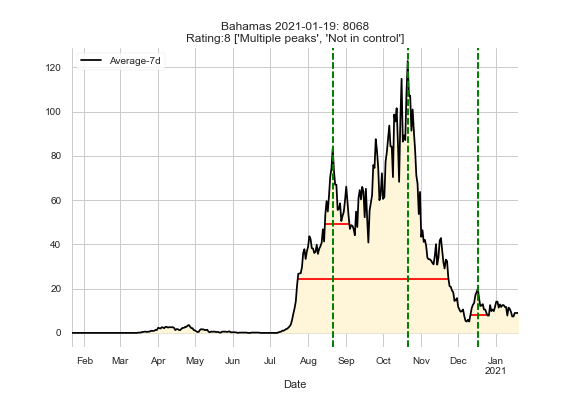 Bahamas 2021-01-19: 8068
Rating:8 ['Multiple peaks', 'Not in control']
Average-7d
120
100
80
60
40
20
0
Feb Mar Apr May Jun Jul Aug Sep Oct Nov Dec Jan
2021
Date